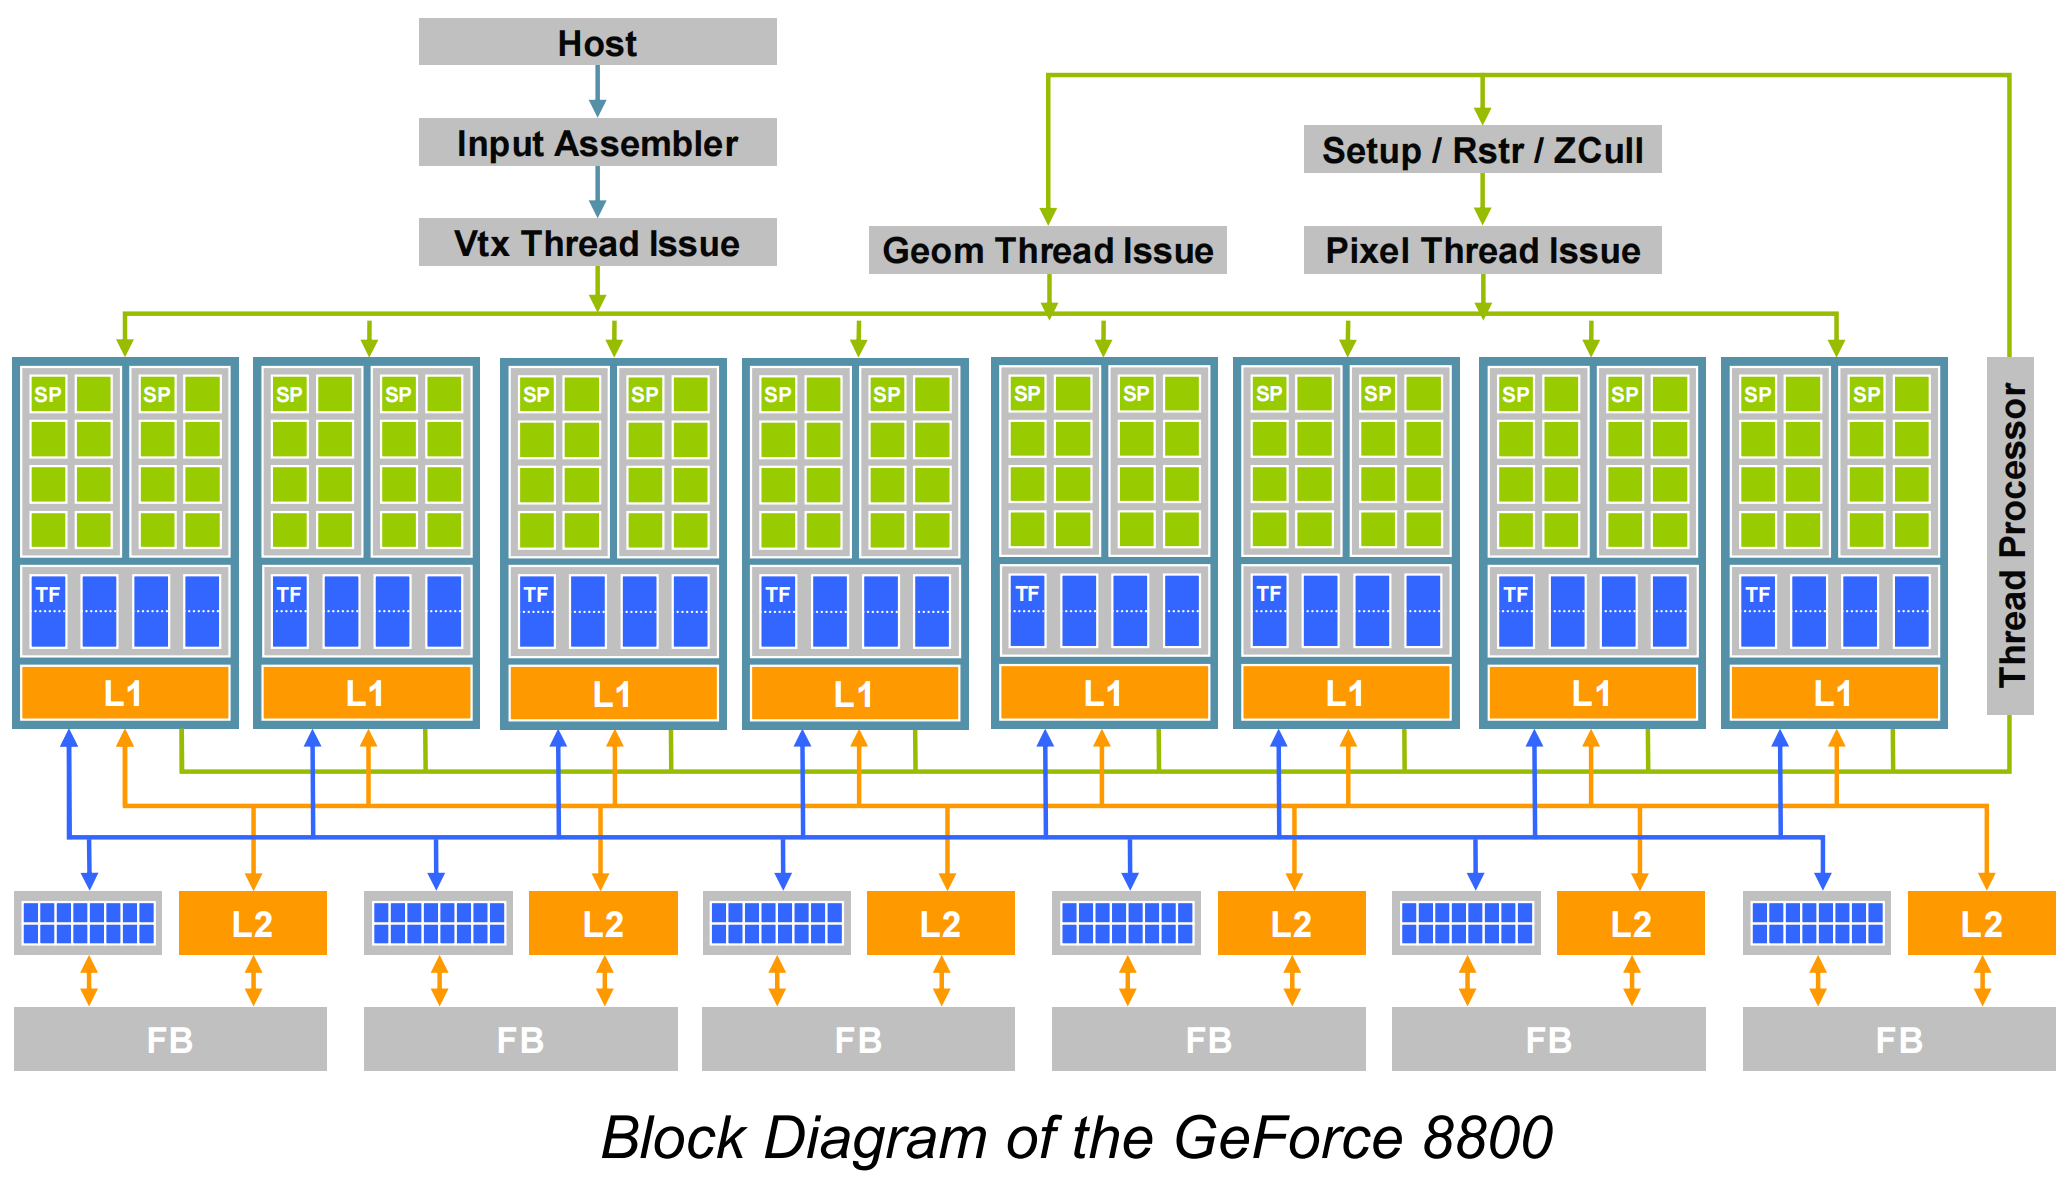 Host
Input Assembler
Setup / Rstr / ZCull
Vtx Thread Issue
Geom Thread Issue
Pixel Thread Issue
SP SP SP SP SP SP SP SP SP SP SP SP SP SP SP SP
TF TF TF TF TF TF TF TF
L1 L1 L1 L1 L1 L1 L1 L1
Thread Processor
L2 L2 L2 L2 L2 L2
FB FB FB FB FB FB
Block Diagram of the GeForce 8800